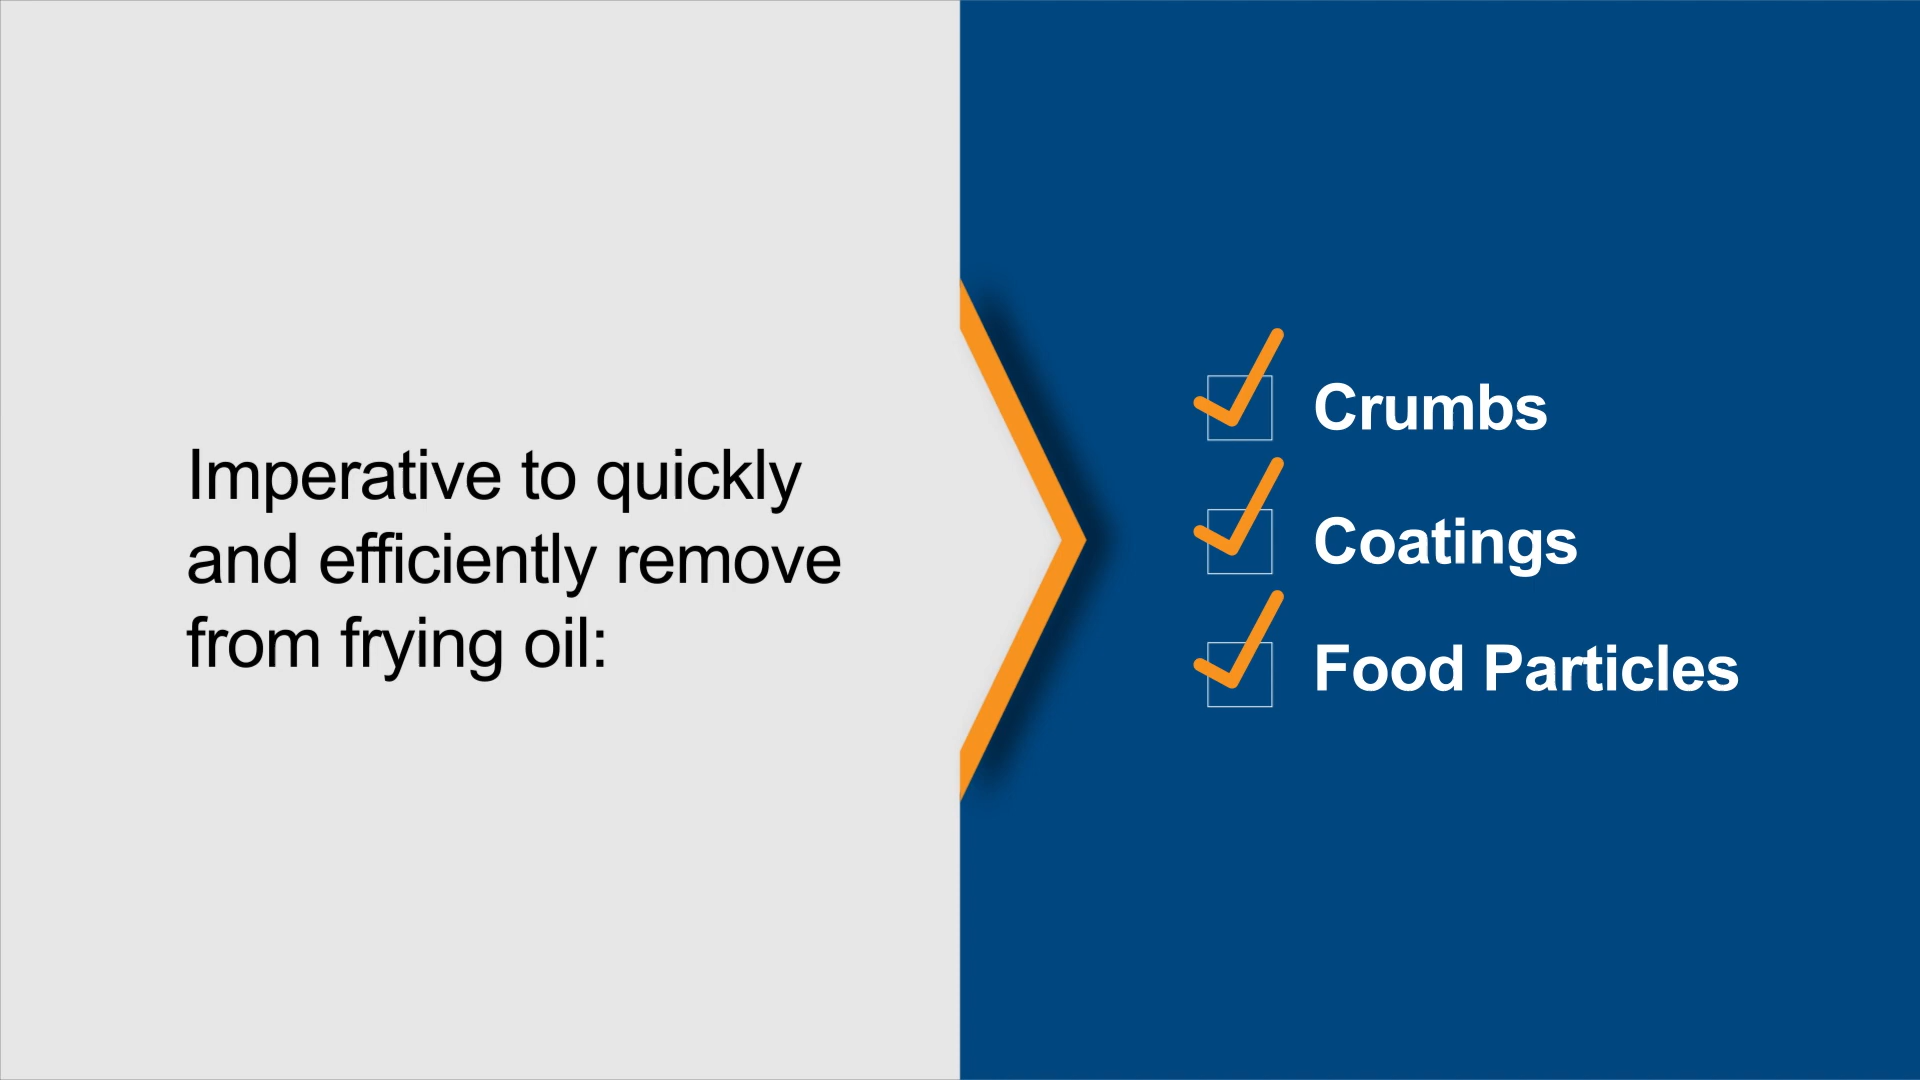 Imperative to quickly
and efficiently remove
from frying oil:
Crumbs
Coatings
Food Particles